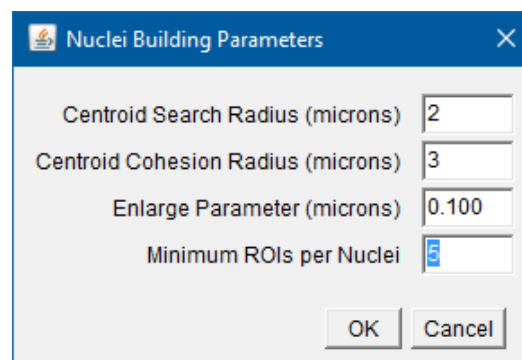 Nuclei Building Parameters
Centroid Search Radius (microns) 2
Centroid Cohesion Radius (microns) 3
Enlarge Parameter (microns) 0.100
Minimum ROIs per Nuclei 5
OK Cancel